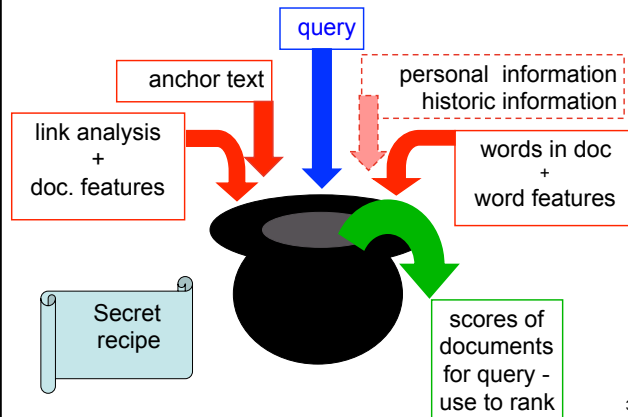 query
anchor text
personal information
historic information
link analysis
+
doc. features
words in doc
+
word features
Secret
recipe
scores of
documents
for query -
use to rank
3